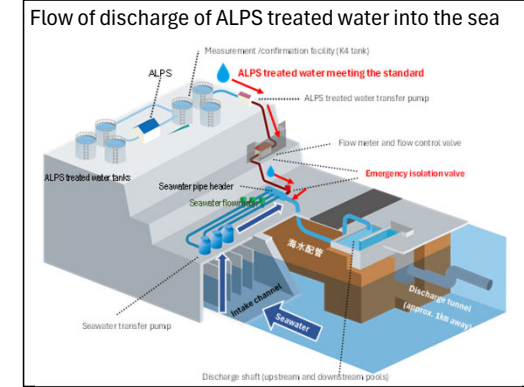 Flow of discharge of ALPS treated water into the sea
Measurement /confirmation facility (K4 tank)
ALPS
ALPS treated water meeting the standard
ALPS treated water transfer pump
Flow meter and flow control valve
ALPS treated water tanks
Emergency isolation valve
Seawater pipe header
Seawater flow
海水配管
Intake channel
Discharge tunnel
(approx. 1km away)
Seawater
Seawater transfer pump
Discharge shaft (upstream and downstream pools)